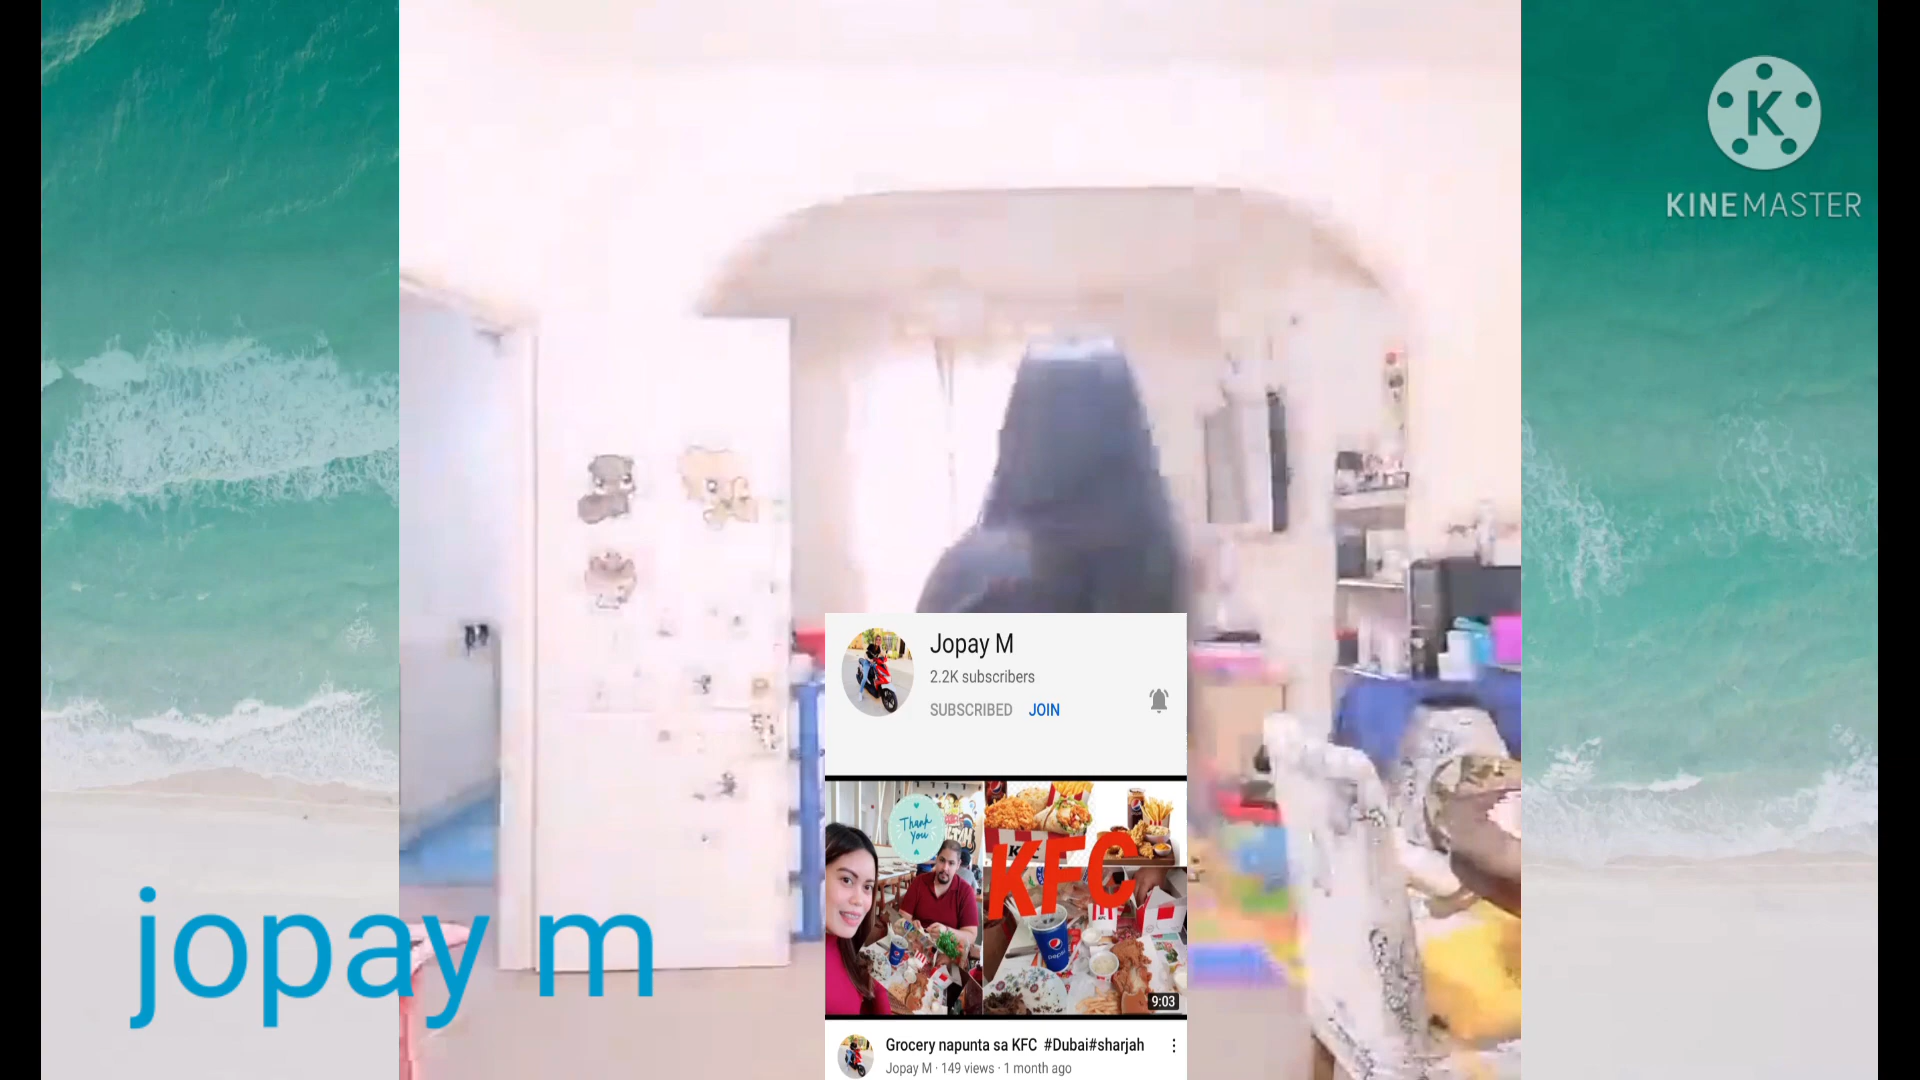 KINEMASTER
Jopay M
2.2K subscribers
SUBSCRIBED JOIN
Thank
you
KFC
pepsi
9:03
Grocery napunta sa KFC #Dubai#sharjah
Jopay M · 149 views · 1 month ago
jopay m